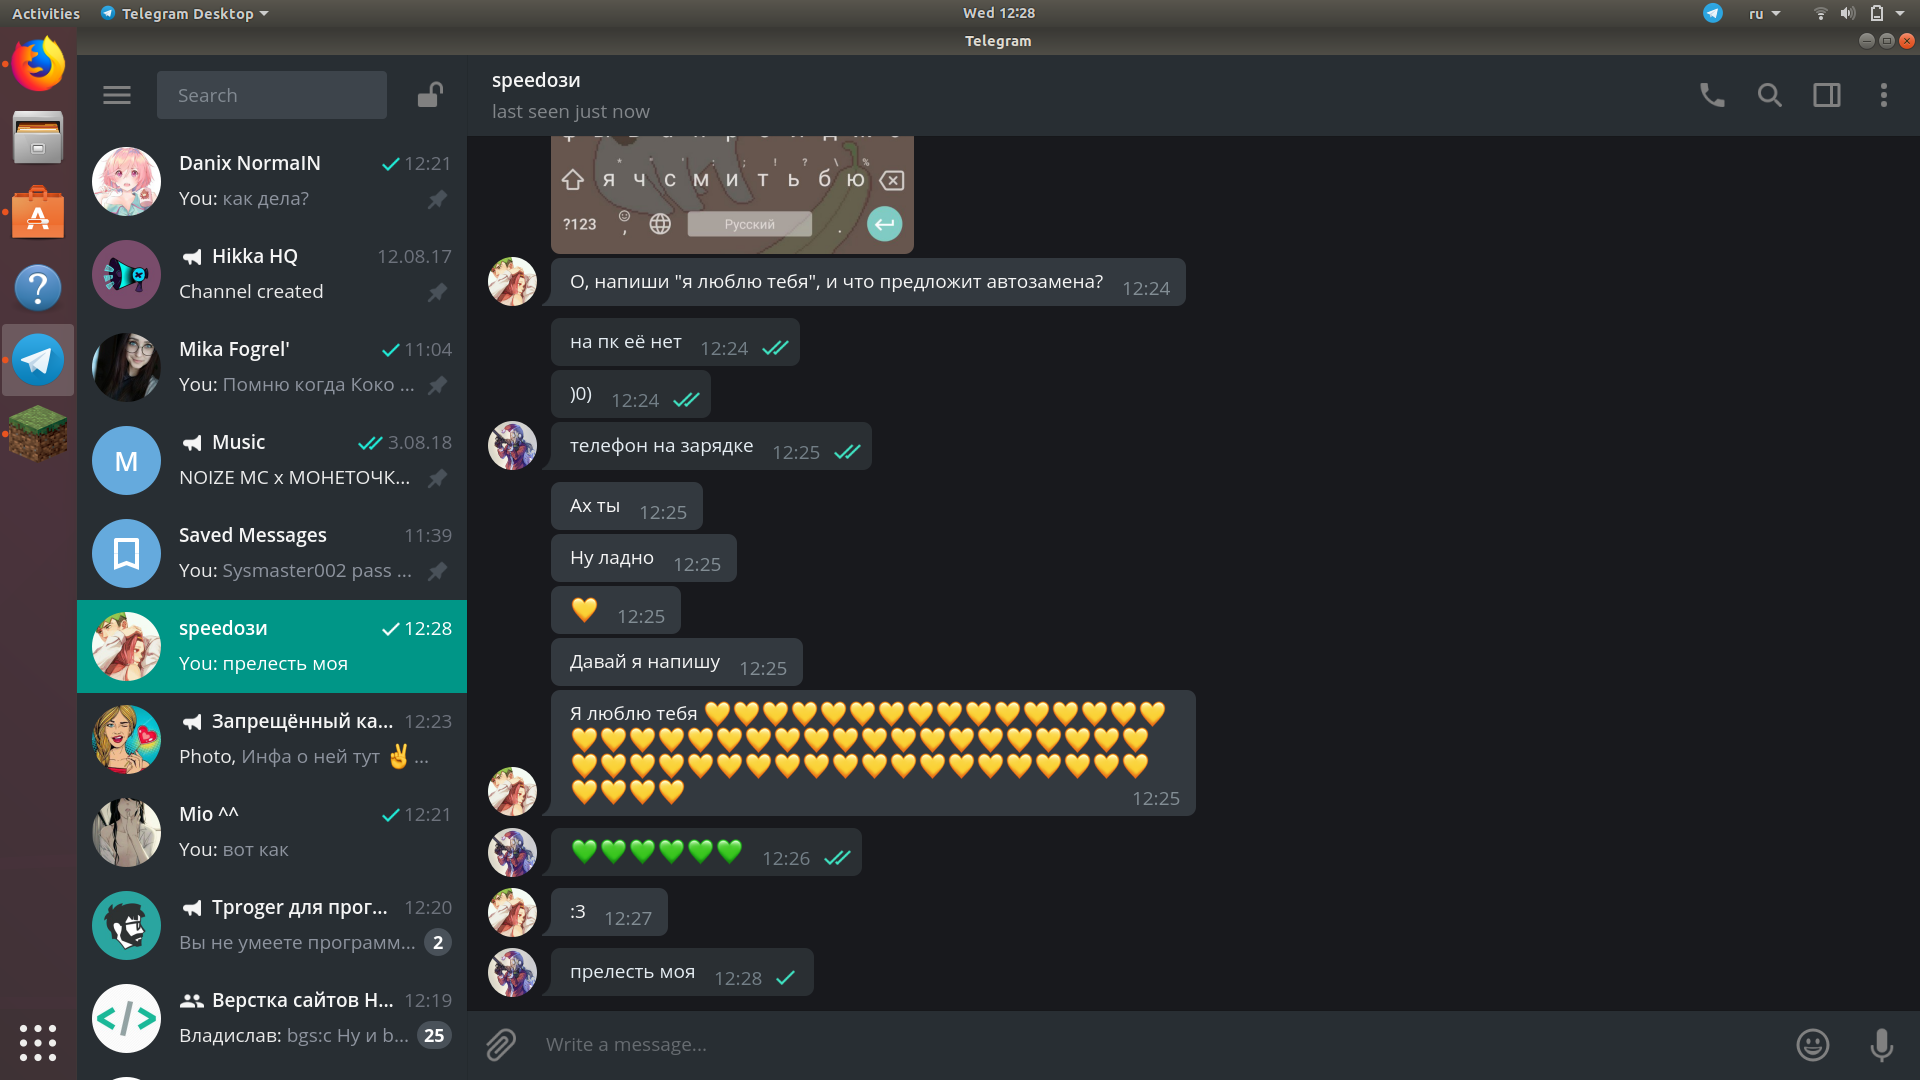 Activities
Telegram Desktop
Wed 12:28
ru
Telegram
Search
Danix NormaIN
12:21
You: как дела?
Hikka HQ
12.08.17
Channel created
Mika Fogrel'
11:04
You: Помню когда Коко ...
M
Music
3.08.18
NOIZE MC x МОНЕТОЧК...
Saved Messages
11:39
You: Sysmaster002 pass ...
speedози
12:28
You: прелесть моя
Запрещённый ка...
12:23
Photo, Инфа о ней тут ✌ ...
Mio ^^
12:21
You: вот как
Tproger для прог...
12:20
Вы не умеете программ...
2
</>
Верстка сайтов H...
12:19
Владислав: bgs:c Ну и b...
25
speedози
last seen just now
* " ' : ; ! ? \ %
я ч с м и т ь б ю
?123 , Русский .
О, напиши "я люблю тебя", и что предложит автозамена? 12:24
на пк её нет 12:24
)0) 12:24
телефон на зарядке 12:25
Ах ты 12:25
Ну ладно 12:25
💛 12:25
Давай я напишу 12:25
Я люблю тебя 💛💛💛💛💛💛💛💛💛💛💛💛💛💛💛💛
💛💛💛💛💛💛💛💛💛💛💛💛💛💛💛💛💛💛💛💛
💛💛💛💛💛💛💛💛💛💛💛💛💛💛💛💛💛💛💛💛
💛💛💛💛 12:25
💚💚💚💚💚💚 12:26
:3 12:27
прелесть моя 12:28
Write a message...